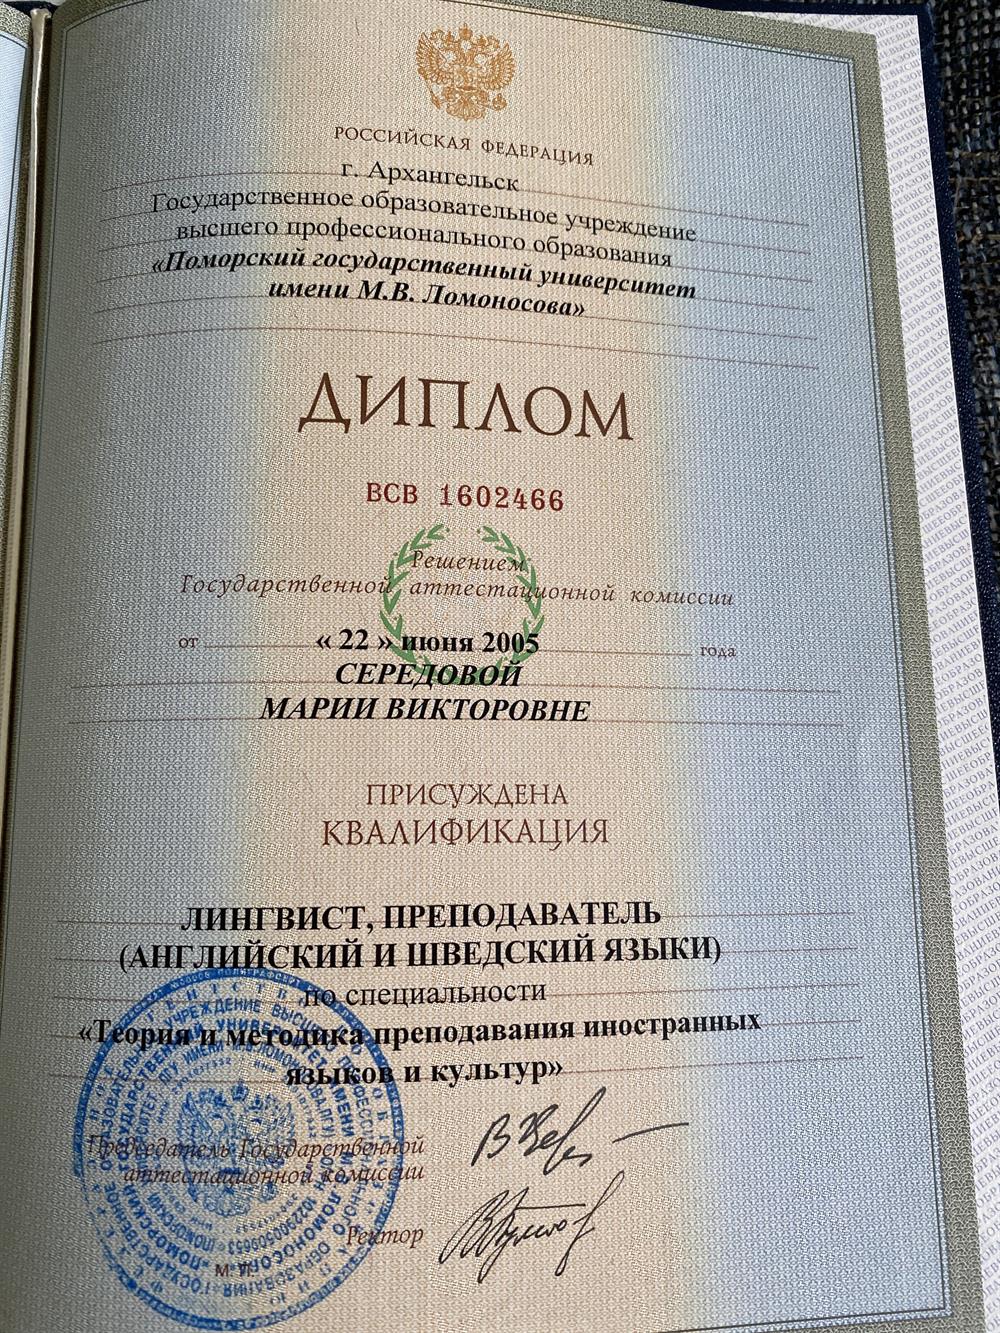 РОССИЙСКАЯ ФЕДЕРАЦИЯ
г. Архангельск
Государственное образовательное учреждение
высшего профессионального образования
«Поморский государственный университет
имени М.В. Ломоносова»
ДИПЛОМ
ВСВ 1602466
Решением
Государственной аттестационной комиссии
от « 22 » июня 2005 года
СЕРЕДОВОЙ
МАРИИ ВИКТОРОВНЕ
ПРИСУЖДЕНА
КВАЛИФИКАЦИЯ
ЛИНГВИСТ, ПРЕПОДАВАТЕЛЬ
(АНГЛИЙСКИЙ И ШВЕДСКИЙ ЯЗЫКИ)
по специальности
«Теория и методика преподавания иностранных
языков и культур»
Председатель Государственной
аттестационной комиссии
Ректор
М. П.